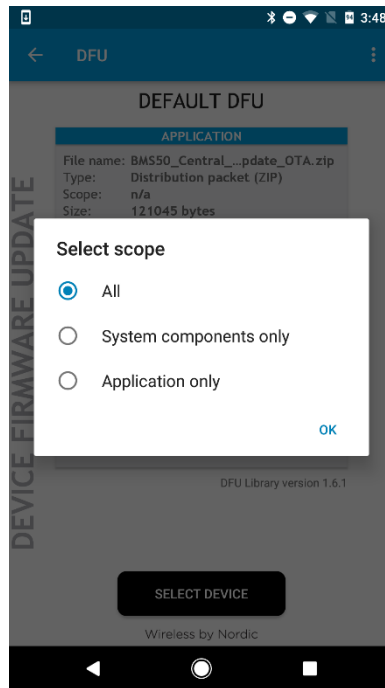 3:48
DFU
DEFAULT DFU
APPLICATION
File name: BMS50_Central_...pdate_OTA.zip
Type: Distribution packet (ZIP)
Scope: n/a
Size: 121045 bytes
DEVICE FIRMWARE UPDATE
Select scope
All
System components only
Application only
OK
DFU Library version 1.6.1
SELECT DEVICE
Wireless by Nordic